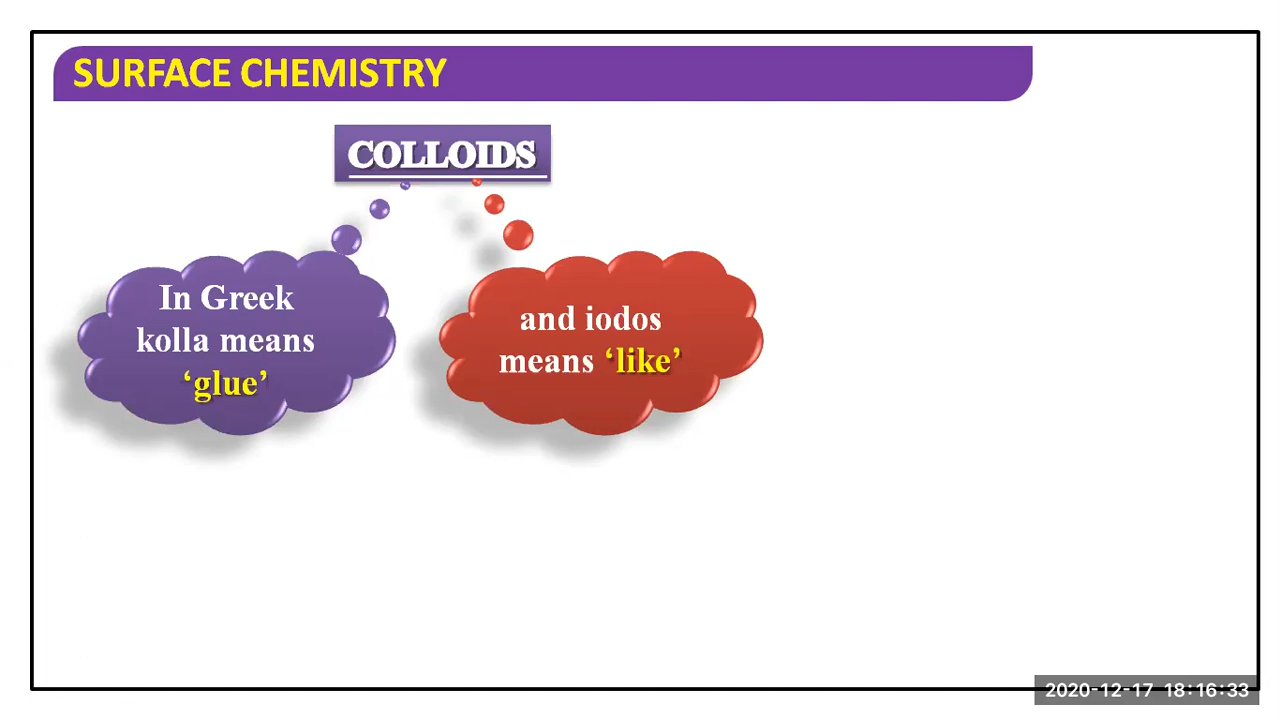 SURFACE CHEMISTRY
COLLOIDS
In Greek
kolla means
‘glue’
and iodos
means ‘like’
2020-12-17 18:16:33